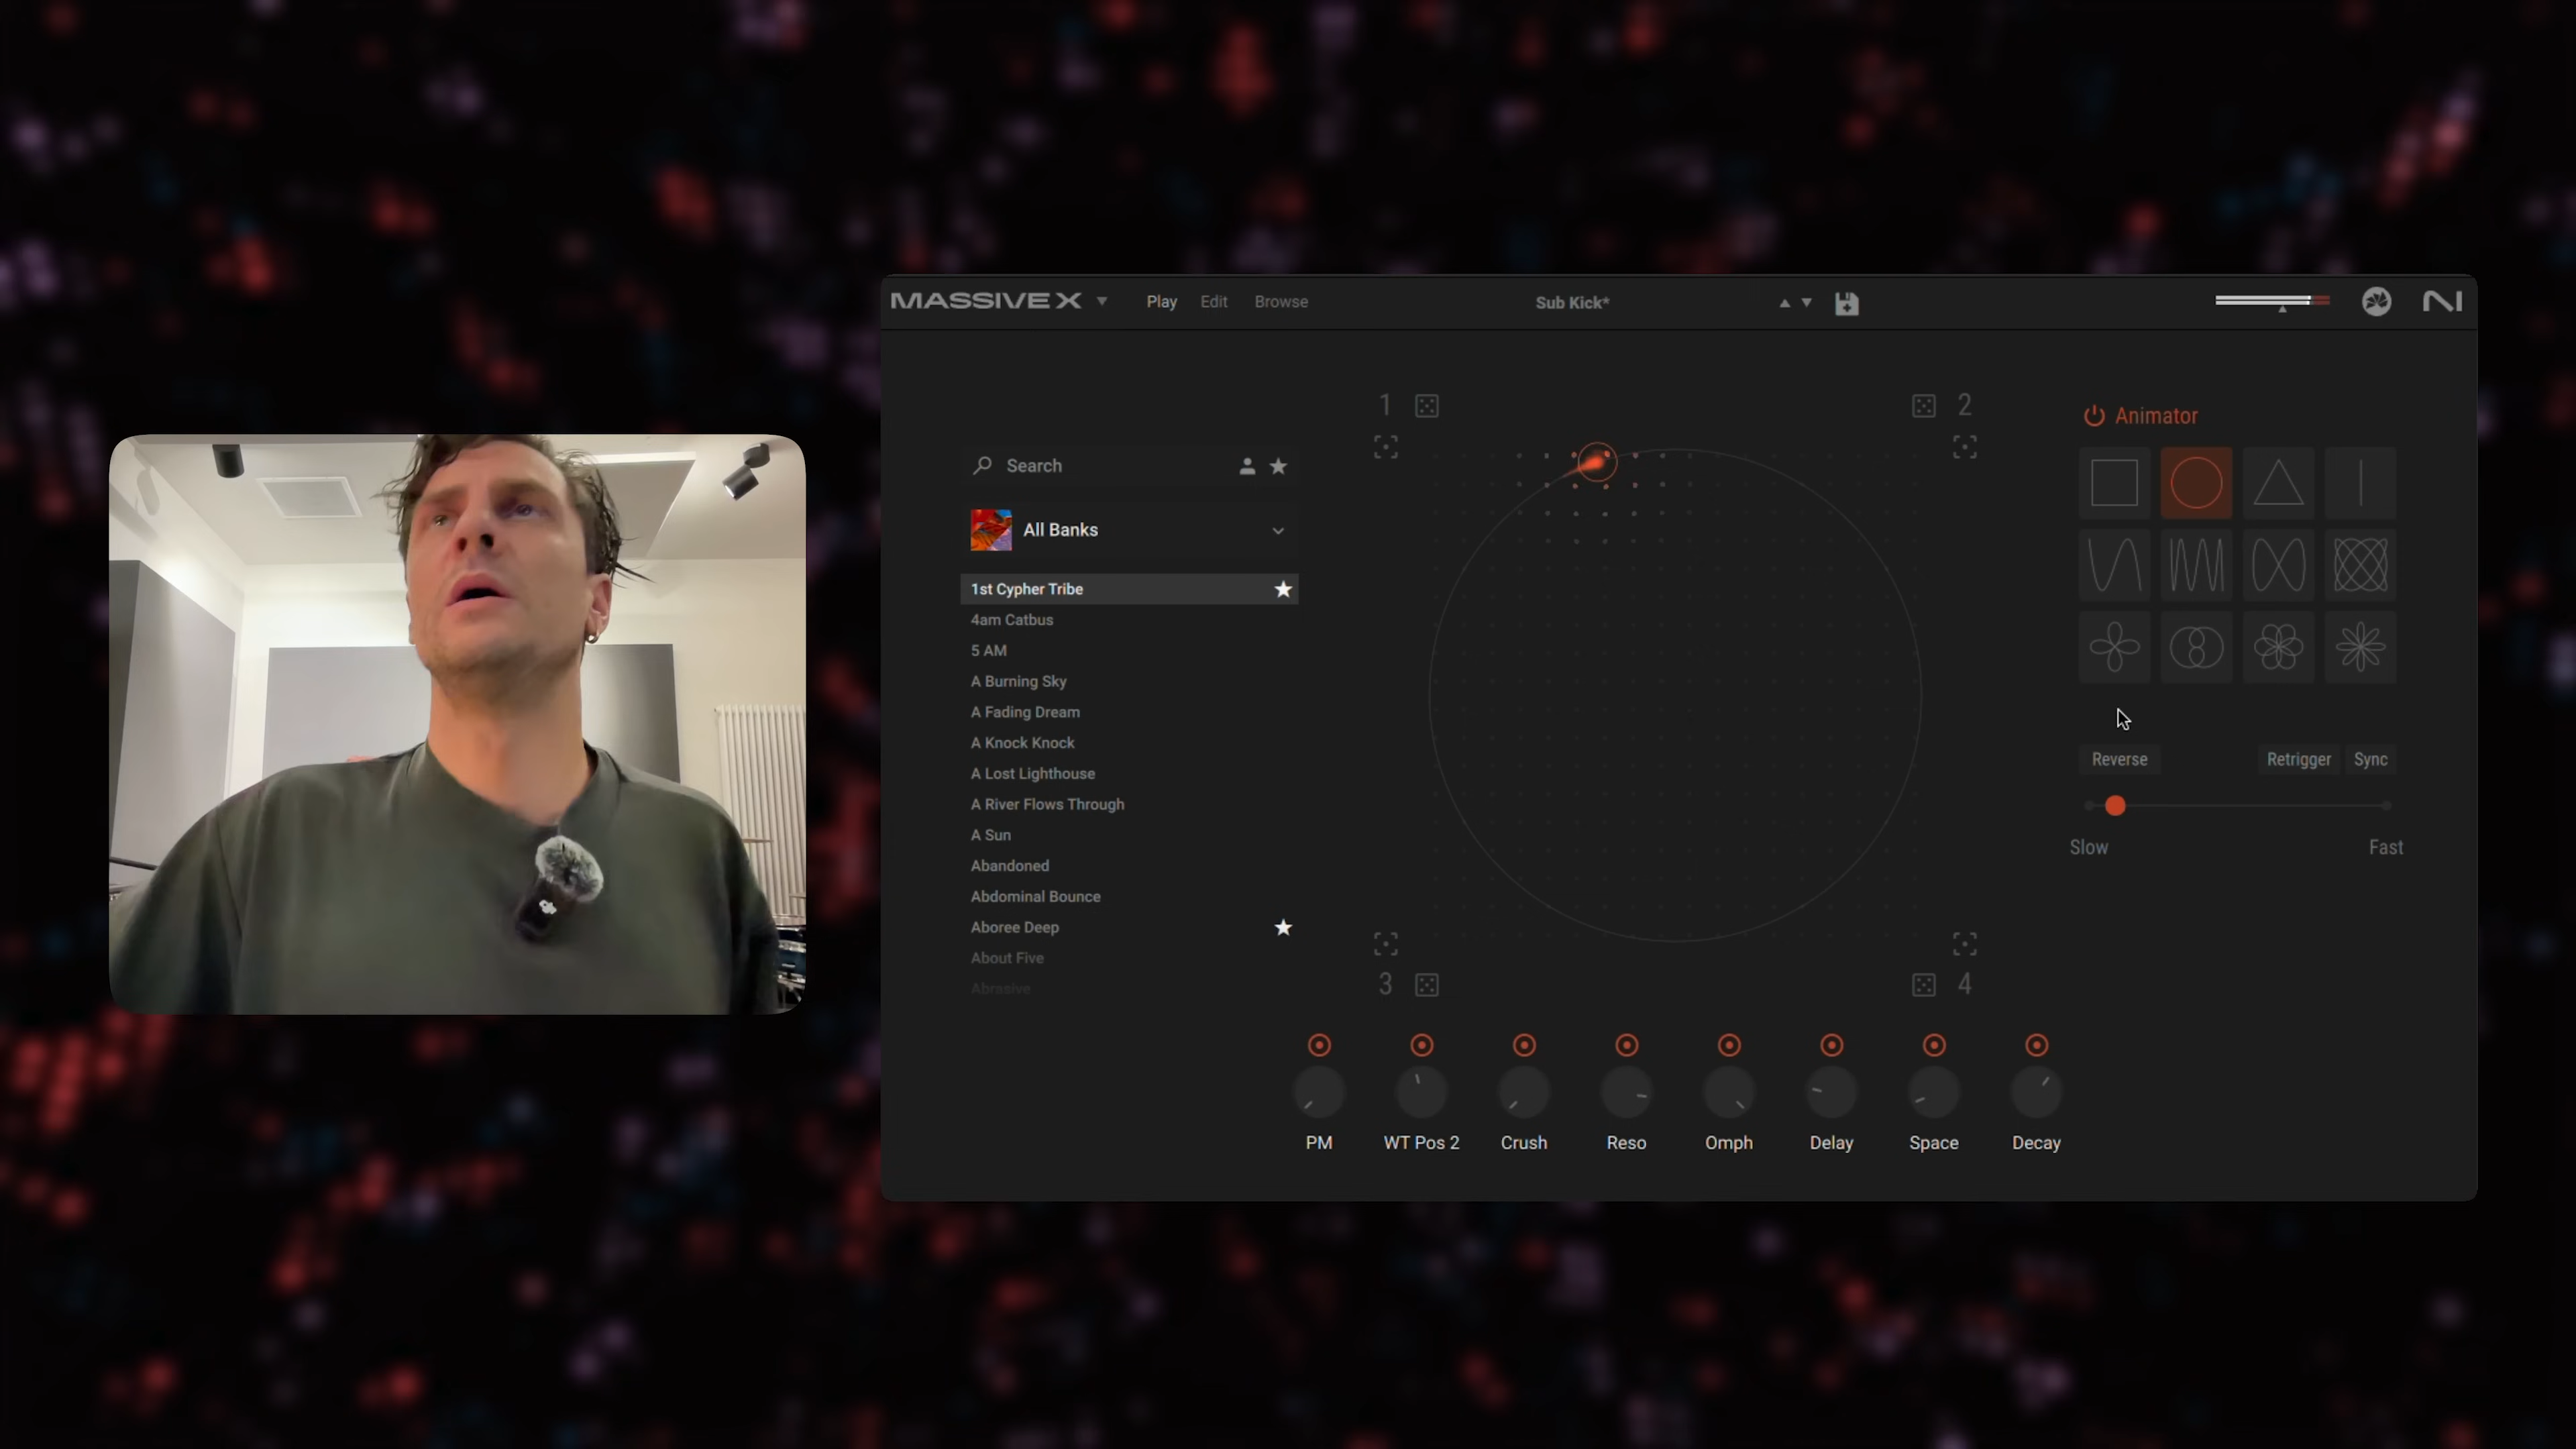 MASSIVE X
Play Edit Browse
Sub Kick*
1
2
Search
All Banks
1st Cypher Tribe
4am Catbus
5 AM
A Burning Sky
A Fading Dream
A Knock Knock
A Lost Lighthouse
A River Flows Through
A Sun
Abandoned
Abdominal Bounce
Aboree Deep
About Five
Abrasive
3
4
Animator
Reverse Retrigger Sync
Slow Fast
PM WT Pos 2 Crush Reso Omph Delay Space Decay